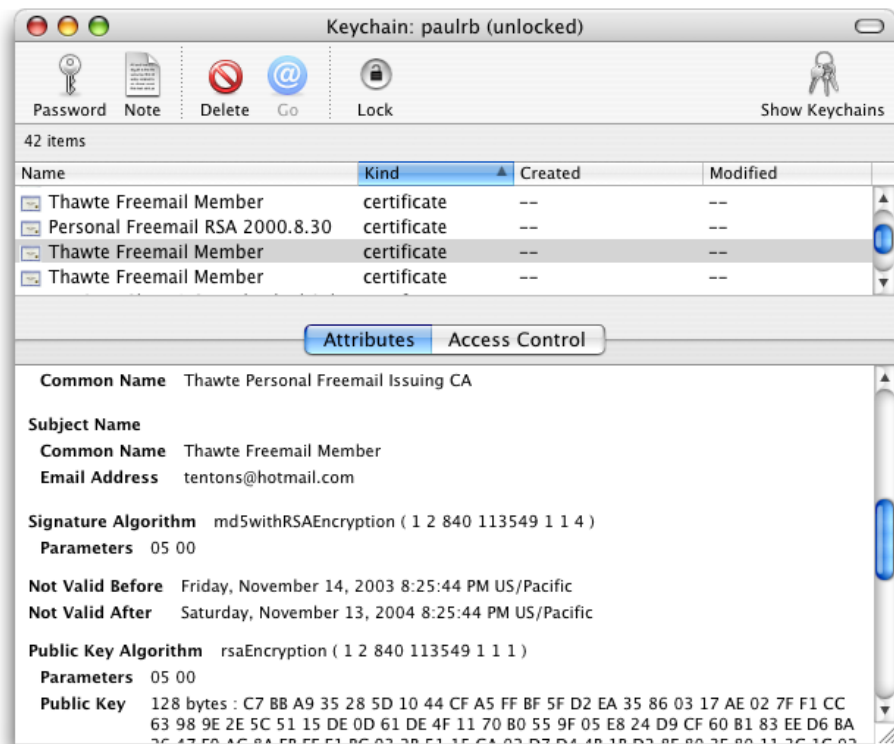 Keychain: paulrb (unlocked)
Password Note Delete Go Lock Show Keychains
42 items
Name Kind Created Modified
Thawte Freemail Member certificate -- --
Personal Freemail RSA 2000.8.30 certificate -- --
Thawte Freemail Member certificate -- --
Thawte Freemail Member certificate -- --
Attributes Access Control
Common Name Thawte Personal Freemail Issuing CA
Subject Name
Common Name Thawte Freemail Member
Email Address tentons@hotmail.com
Signature Algorithm md5withRSAEncryption ( 1 2 840 113549 1 1 4 )
Parameters 05 00
Not Valid Before Friday, November 14, 2003 8:25:44 PM US/Pacific
Not Valid After Saturday, November 13, 2004 8:25:44 PM US/Pacific
Public Key Algorithm rsaEncryption ( 1 2 840 113549 1 1 1 )
Parameters 05 00
Public Key 128 bytes : C7 BB A9 35 28 5D 10 44 CF A5 FF BF 5F D2 EA 35 86 03 17 AE 02 7F F1 CC
63 98 9E 2E 5C 51 15 DE 0D 61 DE 4F 11 70 B0 55 9F 05 E8 24 D9 CF 60 B1 83 EE D6 BA